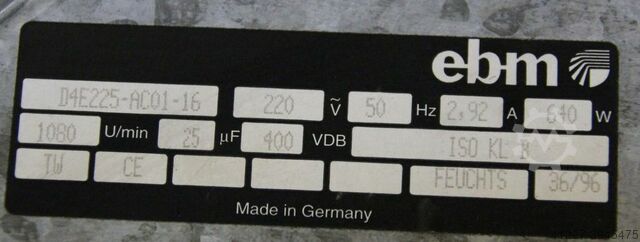 ebm
D4E225-AC01-16 220 ~V 50 Hz 2,92 A 640 W
1080 U/min 25 µF 400 VDB ISO KL B
TW CE FEUCHTS 36/96
Made in Germany